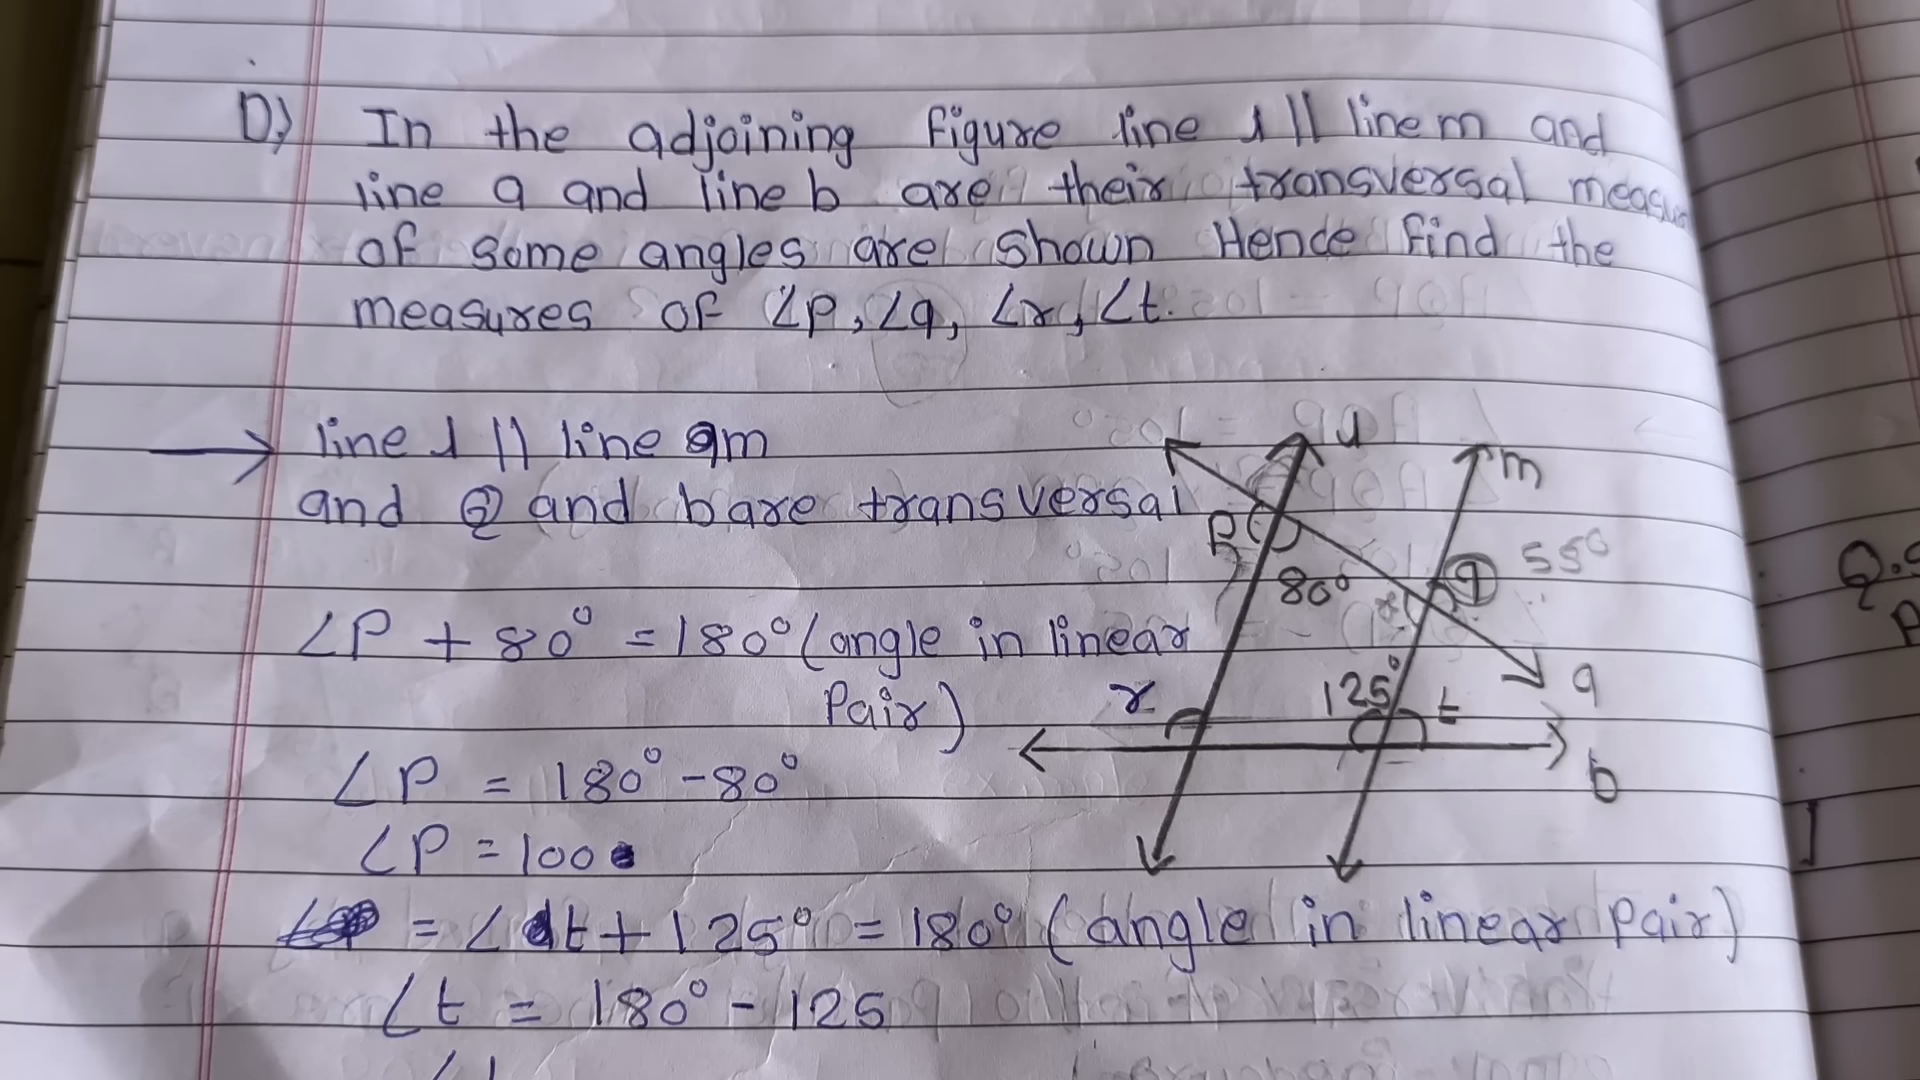 D) In the adjoining figure line l || line m and
line a and line b are their transversal measu
of some angles are shown Hence find the
measures of ∠p, ∠q, ∠r, ∠t.
→ line l || line m
and a and b are transversal
∠P + 80° = 180° (angle in linear
Pair)
∠P = 180° - 80°
∠P = 100
= ∠t + 125° = 180° (angle in linear pair)
∠t = 180° - 125
l
m
P
80°
q
55°
x
r
125°
t
a
b
Q.